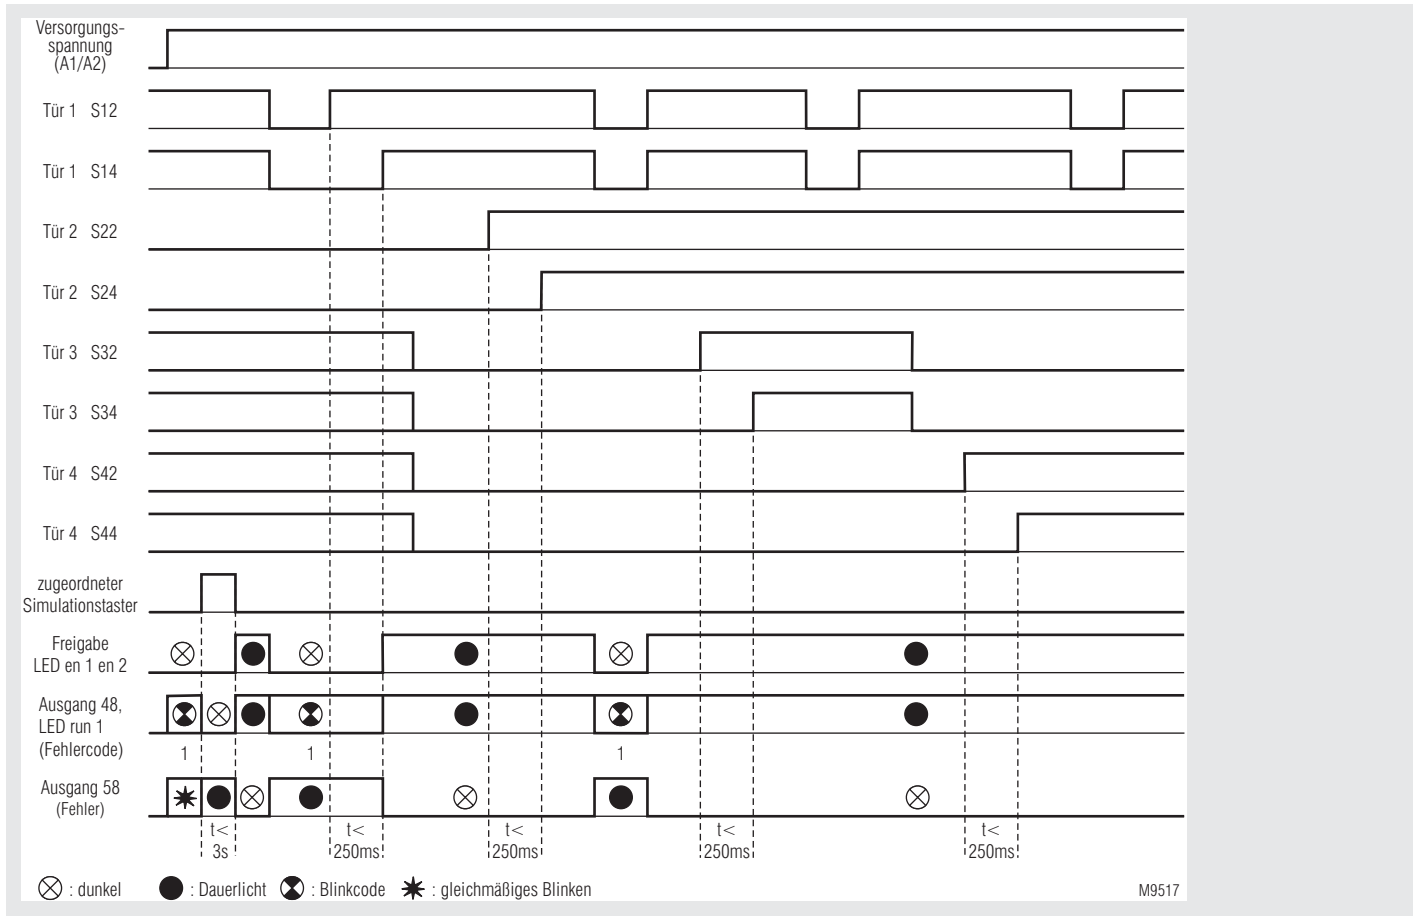 Versorgungs-
spannung
(A1/A2)
Tür 1 S12
Tür 1 S14
Tür 2 S22
Tür 2 S24
Tür 3 S32
Tür 3 S34
Tür 4 S42
Tür 4 S44
zugeordneter
Simulationstaster
Freigabe
LED en 1 en 2
Ausgang 48,
LED run 1
(Fehlercode)
1 1 1
Ausgang 58
(Fehler)
t< t< t< t< t<
3s 250ms 250ms 250ms 250ms
: dunkel : Dauerlicht : Blinkcode : gleichmäßiges Blinken
M9517